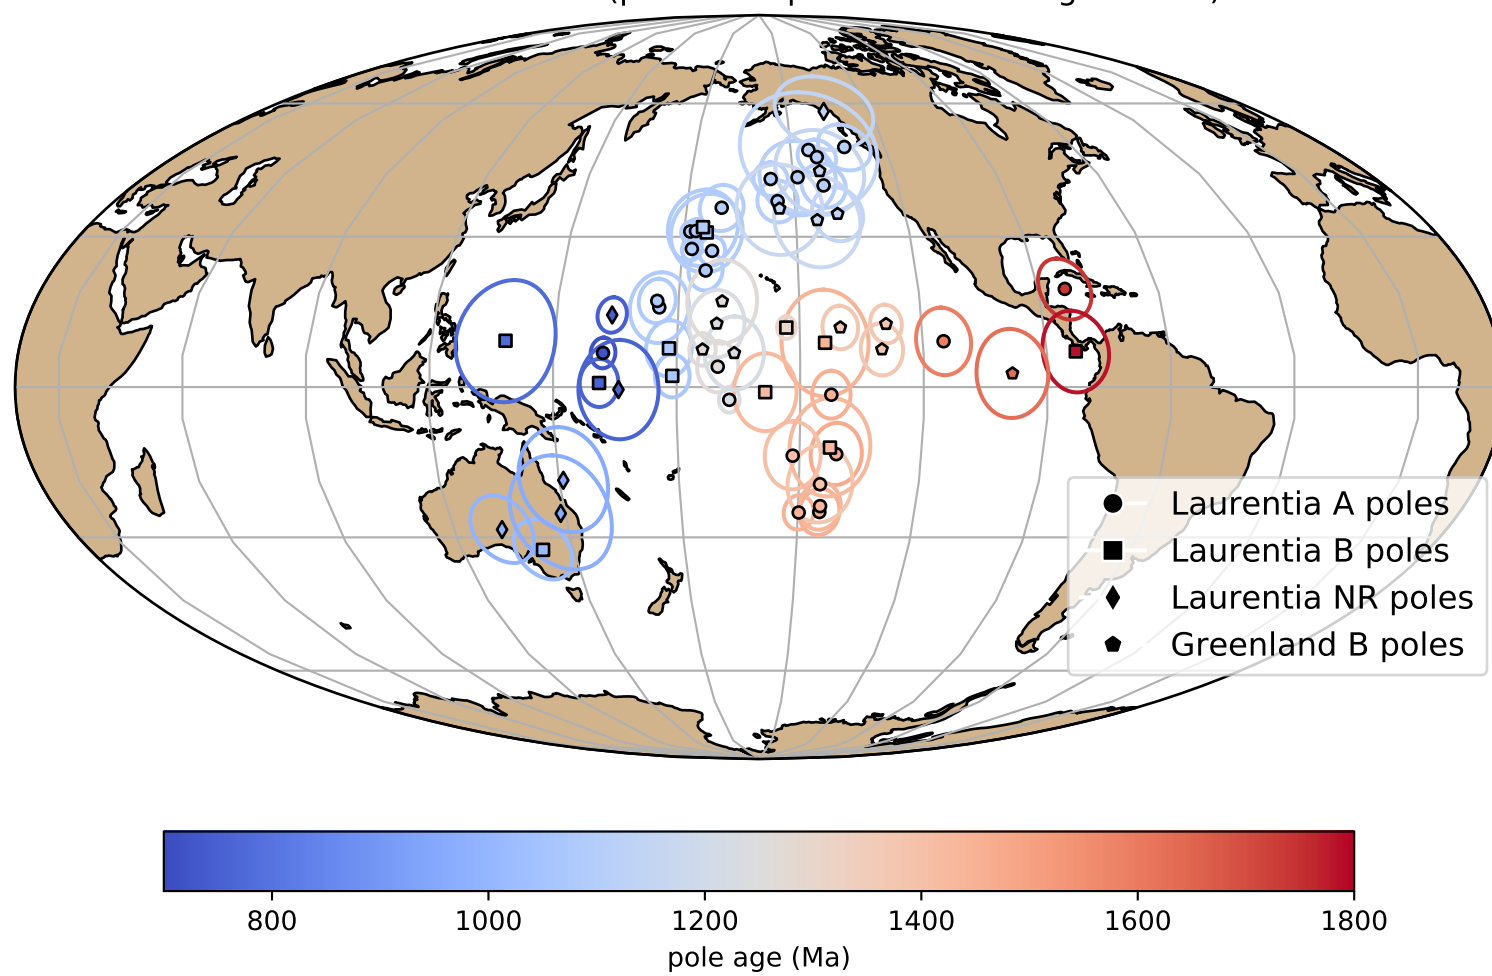 Laurentia A poles
Laurentia B poles
Laurentia NR poles
Greenland B poles
800 1000 1200 1400 1600 1800
pole age (Ma)